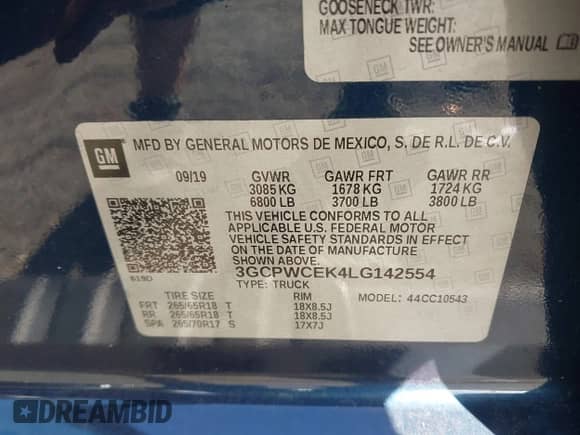 GOOSENECK TWR:
MAX TONGUE WEIGHT:
SEE OWNER'S MANUAL
GM
MFD BY GENERAL MOTORS DE MEXICO, S. DE R.L. DE C.V.
09/19 GVWR GAWR FRT GAWR RR
3085 KG 1678 KG 1724 KG
6800 LB 3700 LB 3800 LB
THIS VEHICLE CONFORMS TO ALL
APPLICABLE U.S. FEDERAL MOTOR
VEHICLE SAFETY STANDARDS IN EFFECT
ON THE DATE OF MANUFACTURE
SHOWN ABOVE.
619D 3GCPWCEK4LG142554
TYPE: TRUCK MODEL: 44CC10543
TIRE SIZE RIM
FRT 265/65R18 T 18X8.5J
RR 265/65R18 T 18X8.5J
SPA 265/70R17 S 17X7J
DREAMBID